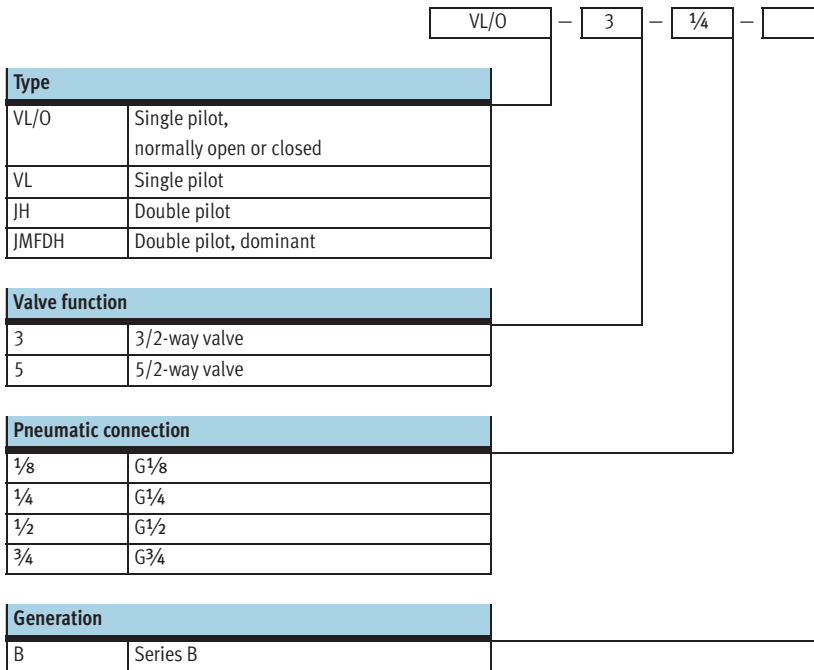 VL/O – 3 – ¼ –
Type
VL/O Single pilot,
normally open or closed
VL Single pilot
JH Double pilot
JMFDH Double pilot, dominant
Valve function
3 3/2-way valve
5 5/2-way valve
Pneumatic connection
⅛ G⅛
¼ G¼
½ G½
¾ G¾
Generation
B Series B